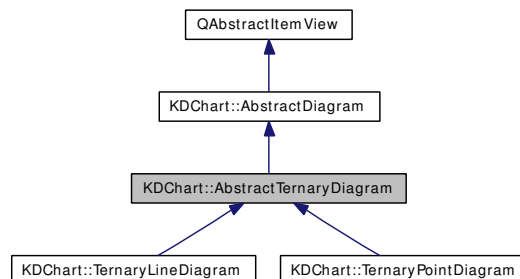 QAbstractItemView
KDChart::AbstractDiagram
KDChart::AbstractTernaryDiagram
KDChart::TernaryLineDiagram
KDChart::TernaryPointDiagram